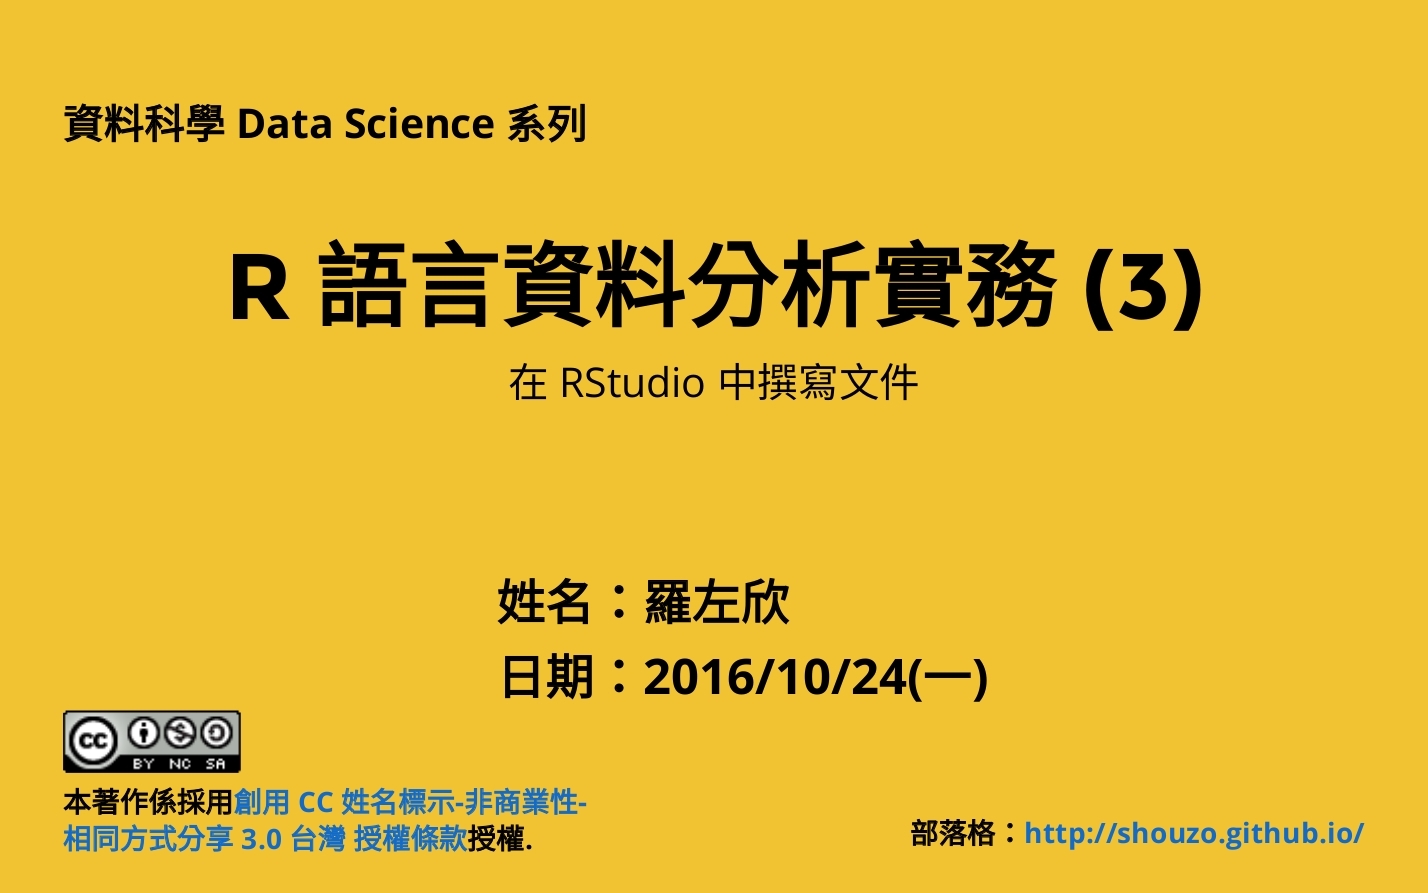 資料科學 Data Science 系列
R 語言資料分析實務 (3)
在 RStudio 中撰寫文件
姓名：羅左欣
日期：2016/10/24(一)
cc
BY NC SA
本著作係採用創用 CC 姓名標示-非商業性-
相同方式分享 3.0 台灣 授權條款授權.
部落格：http://shouzo.github.io/